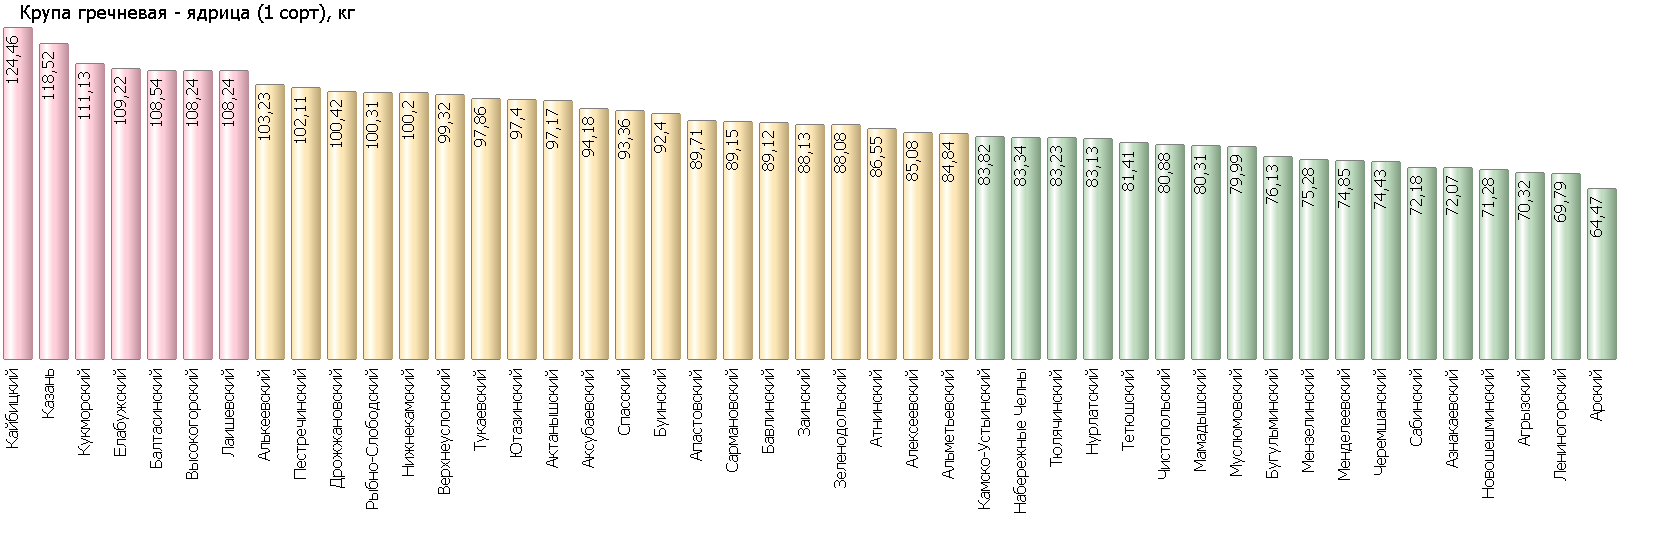 Крупа гречневая - ядрица (1 сорт), кг
124,46
118,52
111,13
109,22
108,54
108,24
108,24
103,23
102,11
100,42
100,31
100,2
99,32
97,86
97,4
97,17
94,18
93,36
92,4
89,71
89,15
89,12
88,13
88,08
86,55
85,08
84,84
83,82
83,34
83,23
83,13
81,41
80,88
80,31
79,99
76,13
75,28
74,85
74,43
72,18
72,07
71,28
70,32
69,79
64,47
Кайбицкий
Казань
Кукморский
Елабужский
Балтасинский
Высокогорский
Лаишевский
Алькеевский
Пестречинский
Дрожжановский
Рыбно-Слободский
Нижнекамский
Верхнеуслонский
Тукаевский
Ютазинский
Актанышский
Аксубаевский
Спасский
Буинский
Апастовский
Сармановский
Бавлинский
Заинский
Зеленодольский
Атнинский
Алексеевский
Альметьевский
Камско-Устьинский
Набережные Челны
Тюлячинский
Нурлатский
Тетюшский
Чистопольский
Мамадышский
Муслюмовский
Бугульминский
Мензелинский
Менделеевский
Черемшанский
Сабинский
Азнакаевский
Новошешминский
Агрызский
Лениногорский
Арский